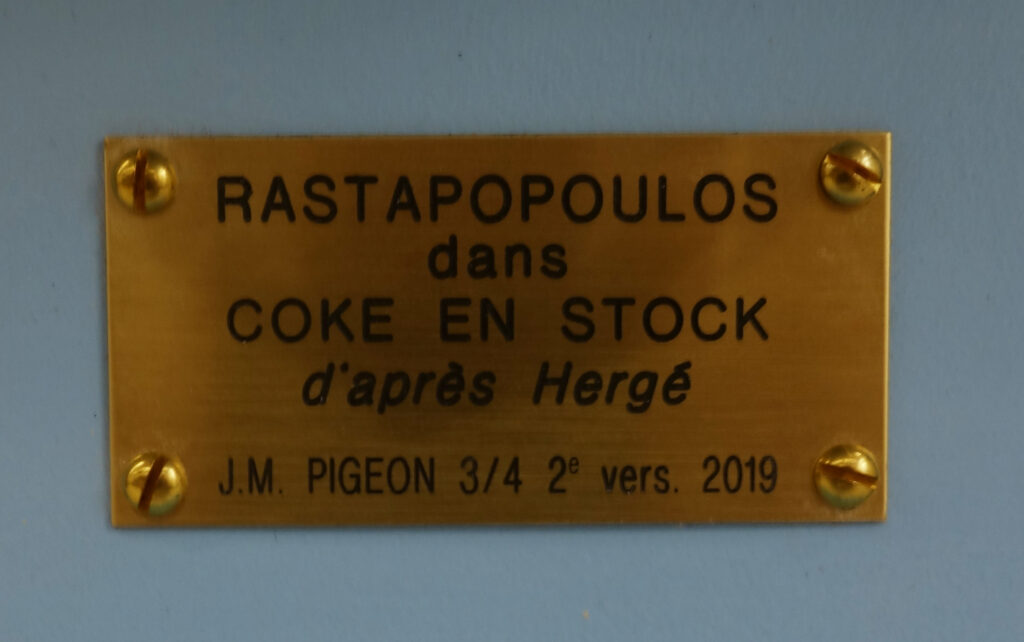 RASTAPOPOULOS
dans
COKE EN STOCK
d'après Hergé
J.M. PIGEON 3/4 2ᵉ vers. 2019